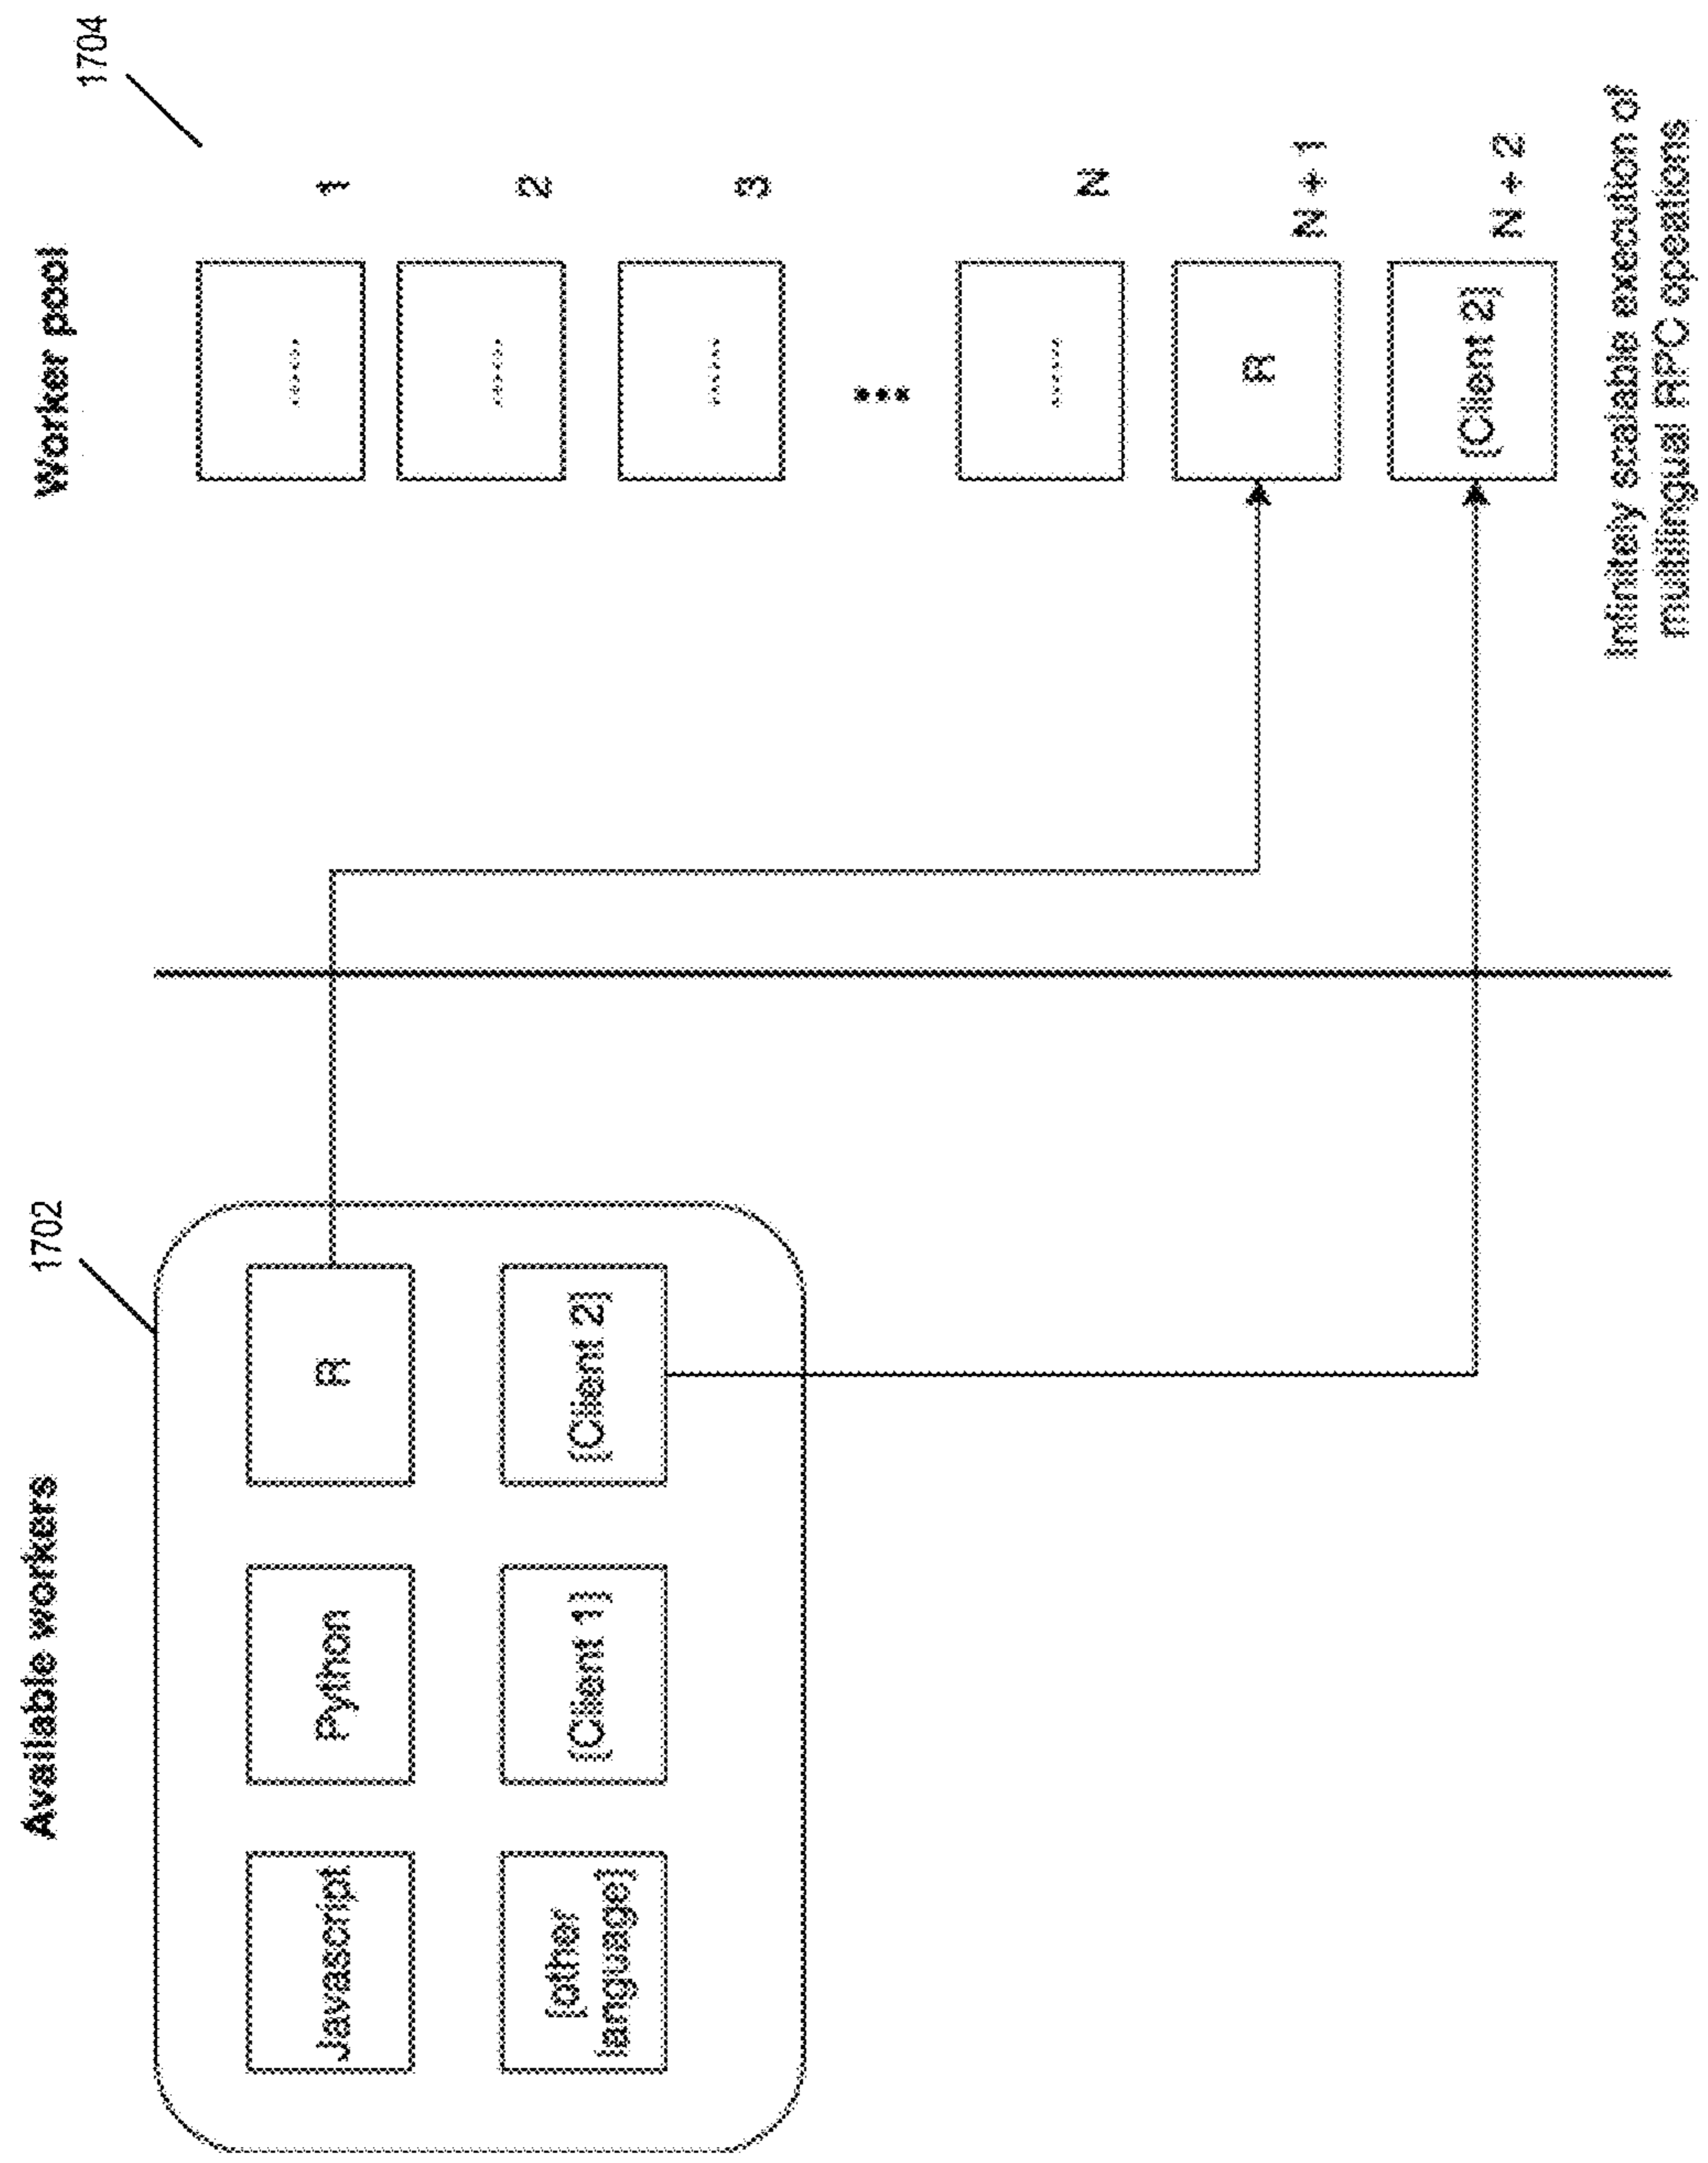 Available workers
1702
Javascript
Python
R
[other
language]
[Client 1]
[Client 2]
Worker pool
1704
.....
1
.....
2
.....
3
...
.....
N
R
N + 1
[Client 2]
N + 2
Infinitely scalable execution of
multilingual RPC opeations